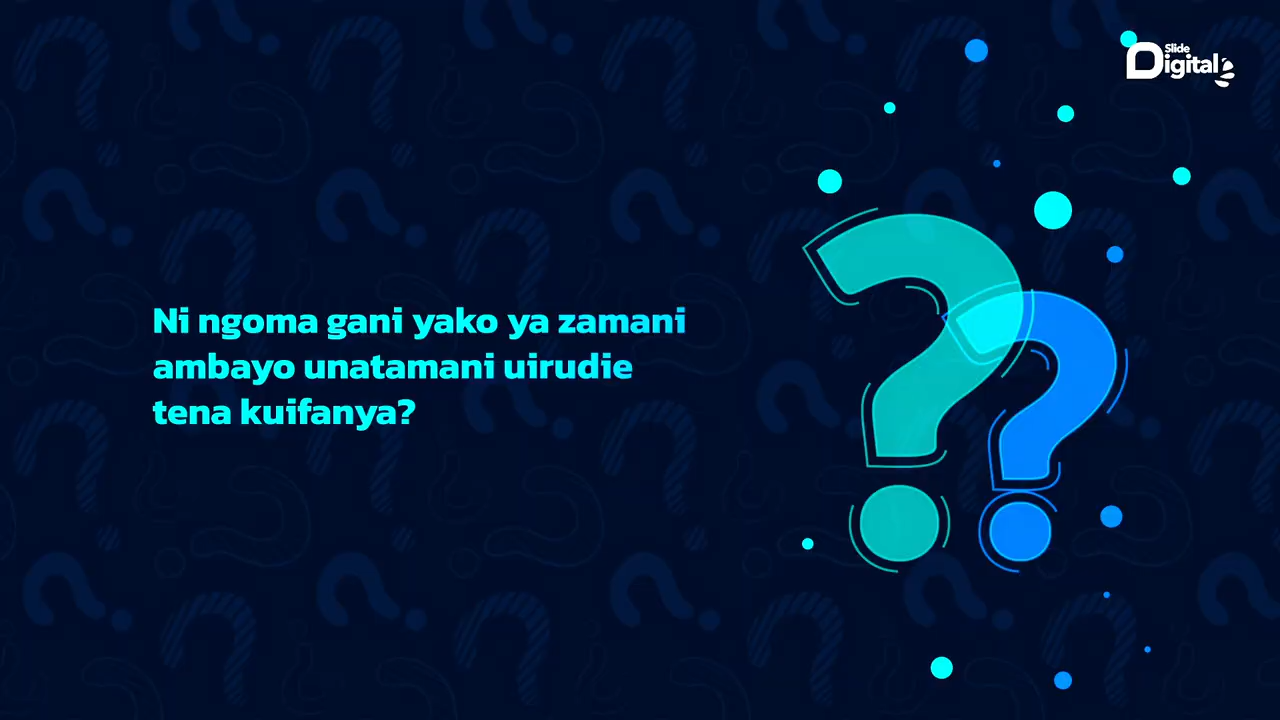 Slide
Digital
Ni ngoma gani yako ya zamani
ambayo unatamani uirudie
tena kuifanya?